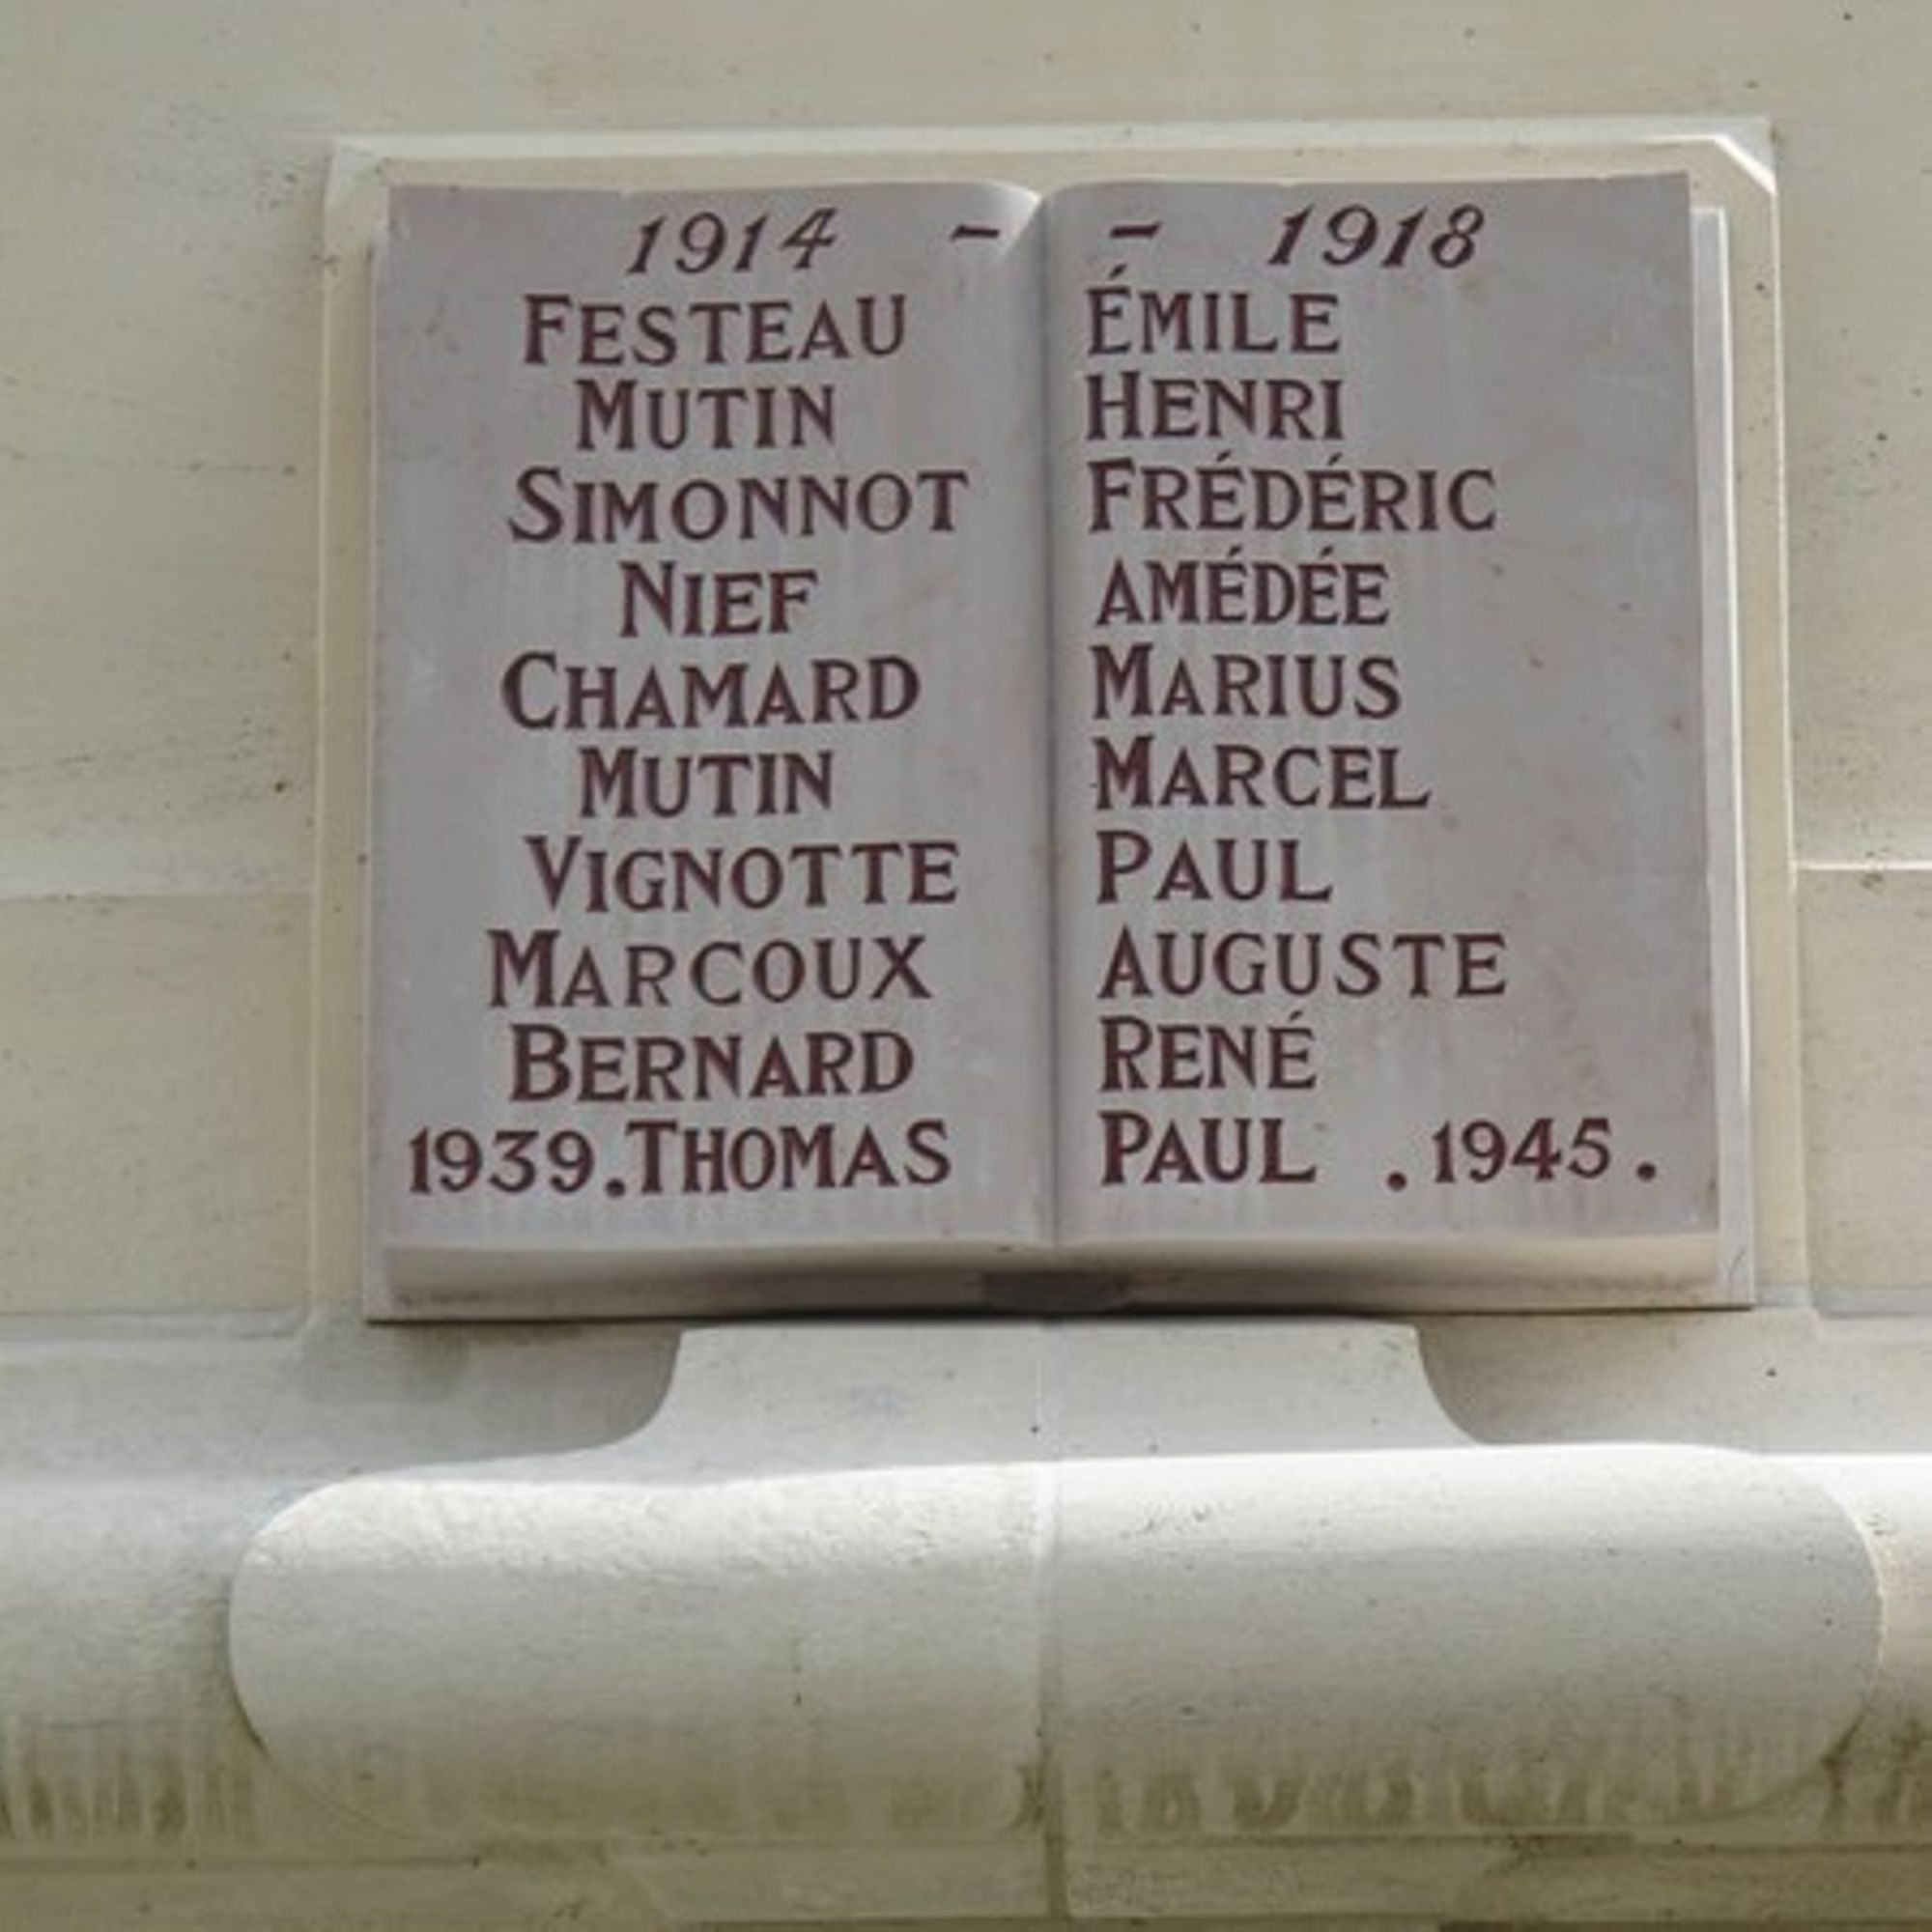 1914 - - 1918
FESTEAU ÉMILE
MUTIN HENRI
SIMONNOT FRÉDÉRIC
NIEF AMÉDÉE
CHAMARD MARIUS
MUTIN MARCEL
VIGNOTTE PAUL
MARCOUX AUGUSTE
BERNARD RENÉ
1939.THOMAS PAUL .1945.